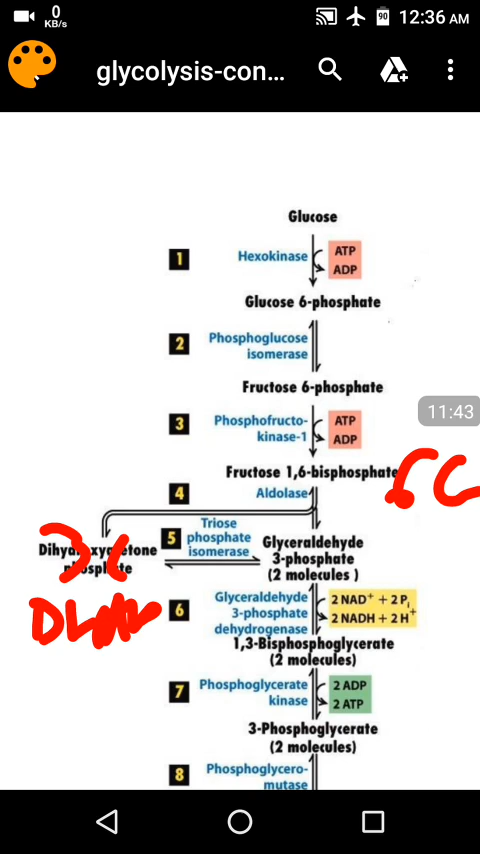 0
KB/s
90
12:36 AM
glycolysis-con...
Glucose
1
Hexokinase
ATP
ADP
Glucose 6-phosphate
2
Phosphoglucose
isomerase
Fructose 6-phosphate
3
Phosphofructo-
kinase-1
ATP
ADP
11:43
Fructose 1,6-bisphosphate
6C
4
Aldolase
5
Triose
phosphate
isomerase
Glyceraldehyde
3-phosphate
(2 molecules )
6
Glyceraldehyde
3-phosphate
dehydrogenase
2 NAD+ + 2 Pi
2 NADH + 2 H+
1,3-Bisphosphoglycerate
(2 molecules)
7
Phosphoglycerate
kinase
2 ADP
2 ATP
3-Phosphoglycerate
(2 molecules)
8
Phosphoglycero-
mutase